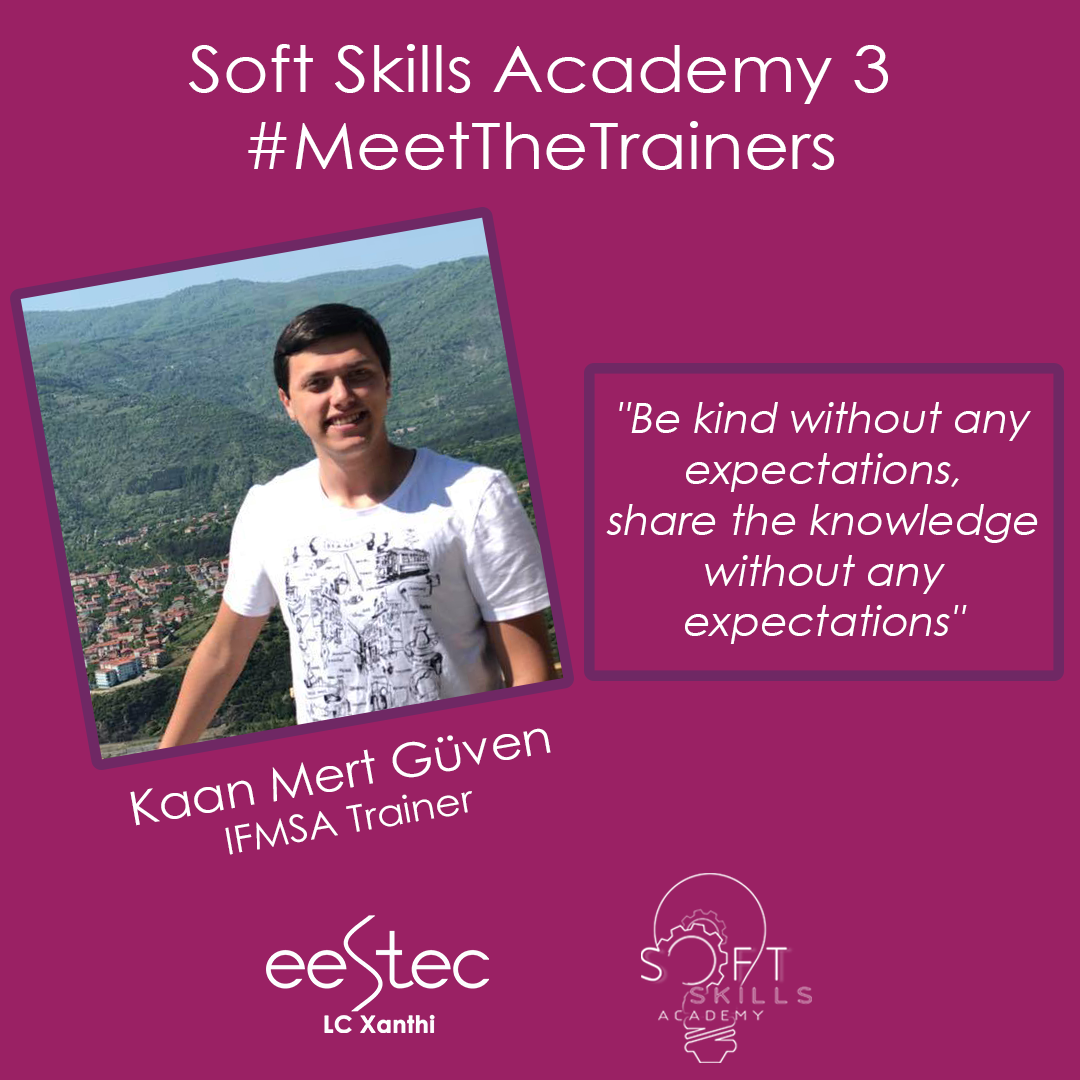 Soft Skills Academy 3
#MeetTheTrainers
"Be kind without any
expectations,
share the knowledge
without any
expectations"
Kaan Mert Güven
IFMSA Trainer
eestec
LC Xanthi
SOFT
SKILLS
ACADEMY